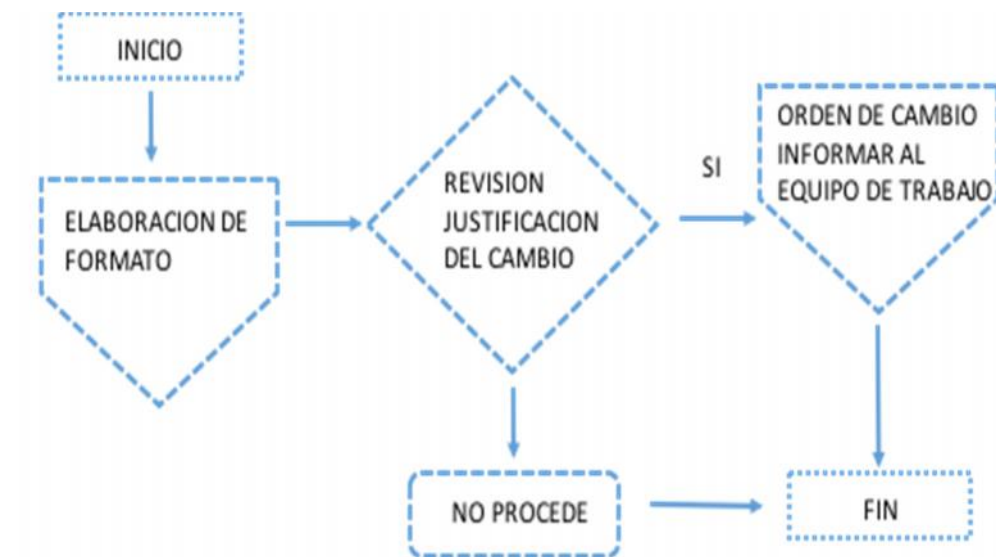 INICIO
ELABORACION DE
FORMATO
REVISION
JUSTIFICACION
DEL CAMBIO
SI
ORDEN DE CAMBIO
INFORMAR AL
EQUIPO DE TRABAJO
NO PROCEDE
FIN